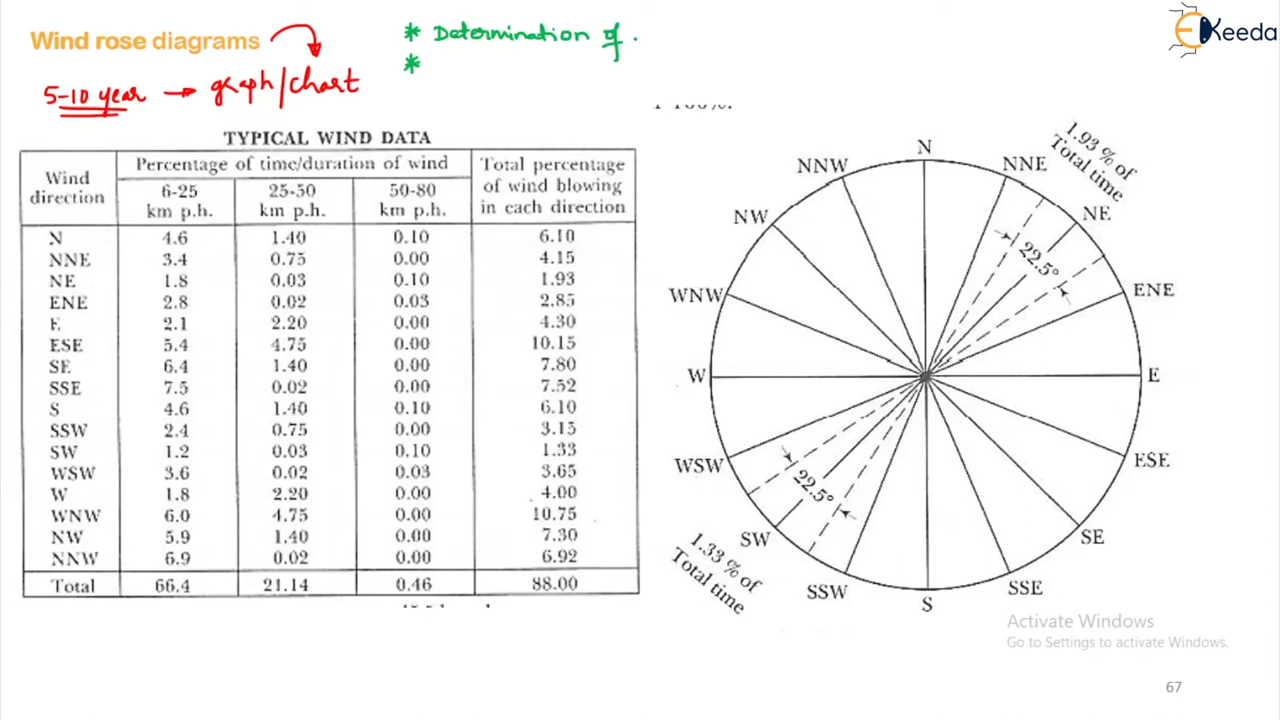 Wind rose diagrams
* Determination of.
*
5-10 year → graph/chart
Keeda
TYPICAL WIND DATA
Wind direction | Percentage of time/duration of wind | Total percentage of wind blowing in each direction
6-25 km p.h. | 25-50 km p.h. | 50-80 km p.h.
N 4.6 1.40 0.10 6.10
NNE 3.4 0.75 0.00 4.15
NE 1.8 0.03 0.10 1.93
ENE 2.8 0.02 0.03 2.85
E 2.1 2.20 0.00 4.30
ESE 5.4 4.75 0.00 10.15
SE 6.4 1.40 0.00 7.80
SSE 7.5 0.02 0.00 7.52
S 4.6 1.40 0.10 6.10
SSW 2.4 0.75 0.00 3.15
SW 1.2 0.03 0.10 1.33
WSW 3.6 0.02 0.03 3.65
W 1.8 2.20 0.00 4.00
WNW 6.0 4.75 0.00 10.75
NW 5.9 1.40 0.00 7.30
NNW 6.9 0.02 0.00 6.92
Total 66.4 21.14 0.46 88.00
N
NNE
1.93 % of
Total time
NE
22.5°
ENE
E
ESE
SE
SSE
S
SSW
SW
22.5°
1.33 % of
Total time
WSW
W
WNW
NW
NNW
Activate Windows
Go to Settings to activate Windows.
67